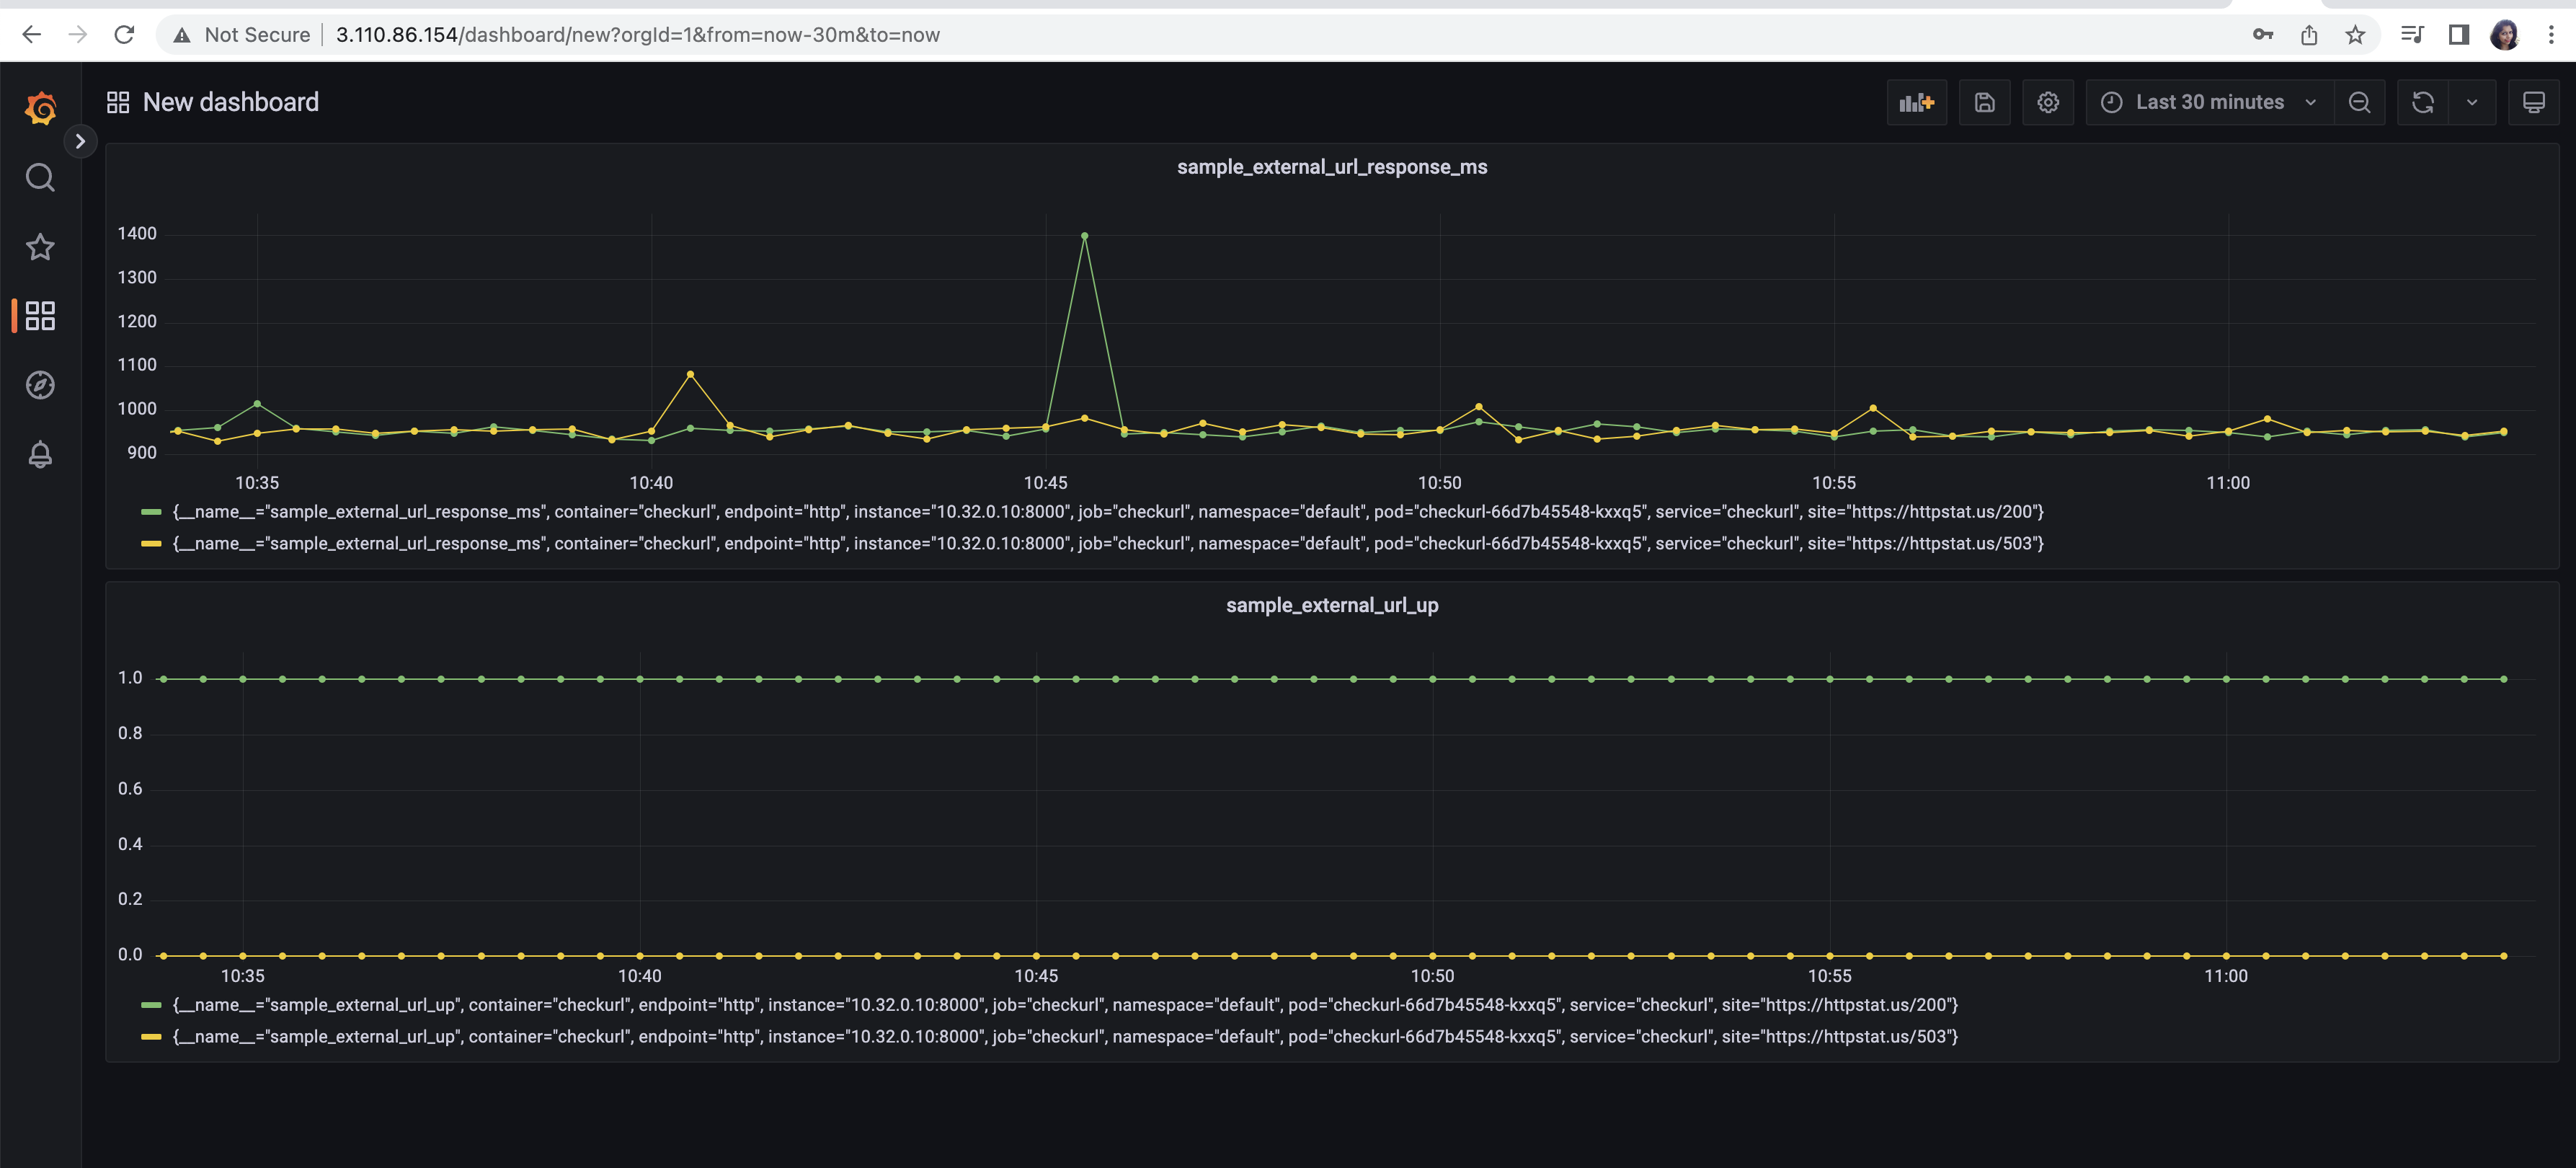 Not Secure 3.110.86.154/dashboard/new?orgId=1&from=now-30m&to=now
New dashboard
Last 30 minutes
sample_external_url_response_ms
1400
1300
1200
1100
1000
900
10:35 10:40 10:45 10:50 10:55 11:00
{__name__="sample_external_url_response_ms", container="checkurl", endpoint="http", instance="10.32.0.10:8000", job="checkurl", namespace="default", pod="checkurl-66d7b45548-kxxq5", service="checkurl", site="https://httpstat.us/200"}
{__name__="sample_external_url_response_ms", container="checkurl", endpoint="http", instance="10.32.0.10:8000", job="checkurl", namespace="default", pod="checkurl-66d7b45548-kxxq5", service="checkurl", site="https://httpstat.us/503"}
sample_external_url_up
1.0
0.8
0.6
0.4
0.2
0.0
10:35 10:40 10:45 10:50 10:55 11:00
{__name__="sample_external_url_up", container="checkurl", endpoint="http", instance="10.32.0.10:8000", job="checkurl", namespace="default", pod="checkurl-66d7b45548-kxxq5", service="checkurl", site="https://httpstat.us/200"}
{__name__="sample_external_url_up", container="checkurl", endpoint="http", instance="10.32.0.10:8000", job="checkurl", namespace="default", pod="checkurl-66d7b45548-kxxq5", service="checkurl", site="https://httpstat.us/503"}